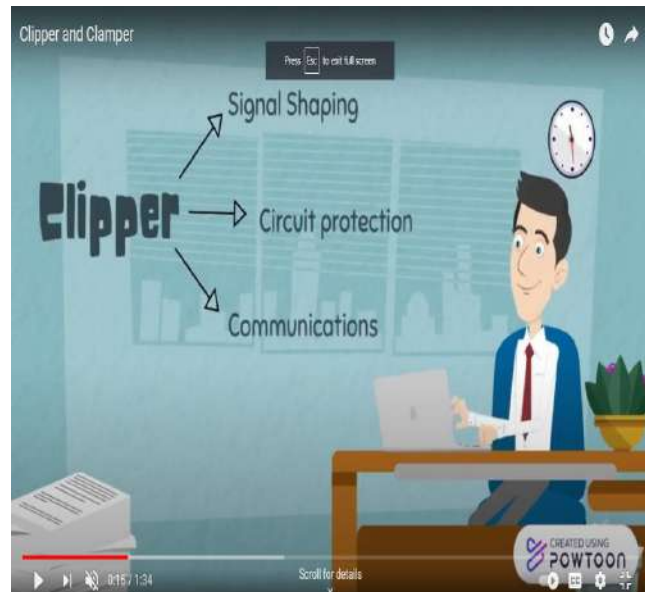 Clipper and Clamper
Press Esc to exit full screen
Signal Shaping
Clipper
Circuit protection
Communications
CREATED USING
POWTOON
0:15 / 1:34
Scroll for details
CC